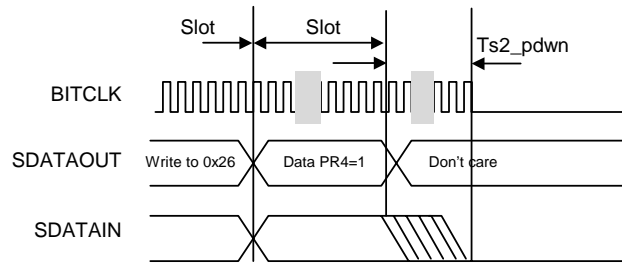 Slot Slot
Ts2_pdwn
BITCLK
SDATAOUT Write to 0x26 Data PR4=1 Don't care
SDATAIN